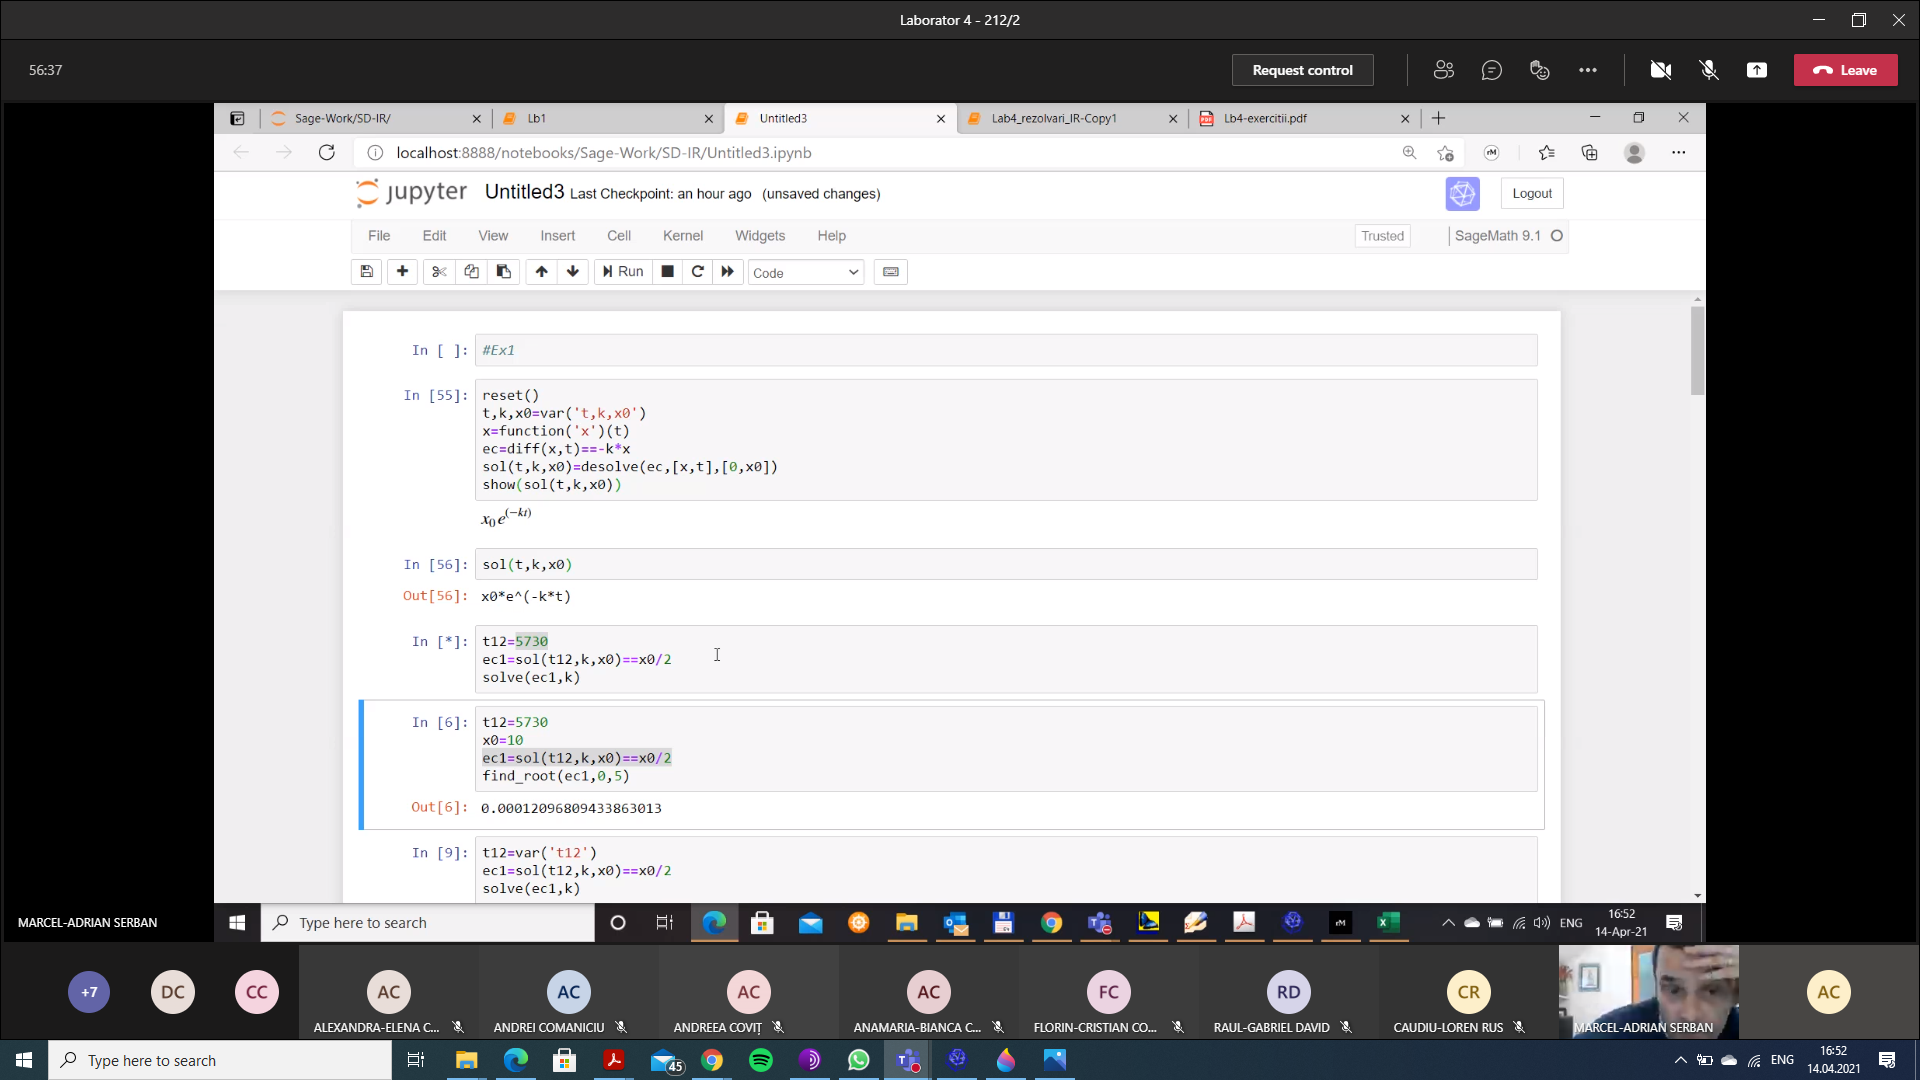 Laborator 4 - 212/2
56:37
Request control
Leave
Sage-Work/SD-IR/
Lb1
Untitled3
Lab4_rezolvari_IR-Copy1
Lb4-exercitii.pdf
localhost:8888/notebooks/Sage-Work/SD-IR/Untitled3.ipynb
jupyter Untitled3 Last Checkpoint: an hour ago (unsaved changes)
Logout
File Edit View Insert Cell Kernel Widgets Help
Trusted
SageMath 9.1
Run
Code
In [ ]: #Ex1
In [55]: reset()
t,k,x0=var('t,k,x0')
x=function('x')(t)
ec=diff(x,t)==-k*x
sol(t,k,x0)=desolve(ec,[x,t],[0,x0])
show(sol(t,k,x0))
x₀e^(−kt)
In [56]: sol(t,k,x0)
Out[56]: x0*e^(-k*t)
In [*]: t12=5730
ec1=sol(t12,k,x0)==x0/2
solve(ec1,k)
In [6]: t12=5730
x0=10
ec1=sol(t12,k,x0)==x0/2
find_root(ec1,0,5)
Out[6]: 0.00012096809433863013
In [9]: t12=var('t12')
ec1=sol(t12,k,x0)==x0/2
solve(ec1,k)
MARCEL-ADRIAN SERBAN
Type here to search
rM
ENG
16:52
14-Apr-21
+7
DC
CC
AC
AC
AC
AC
FC
RD
CR
AC
ALEXANDRA-ELENA C...
ANDREI COMANICIU
ANDREEA COVIȚ
ANAMARIA-BIANCA C...
FLORIN-CRISTIAN CO...
RAUL-GABRIEL DAVID
CAUDIU-LOREN RUS
MARCEL-ADRIAN SERBAN
Type here to search
45
ENG
16:52
14.04.2021